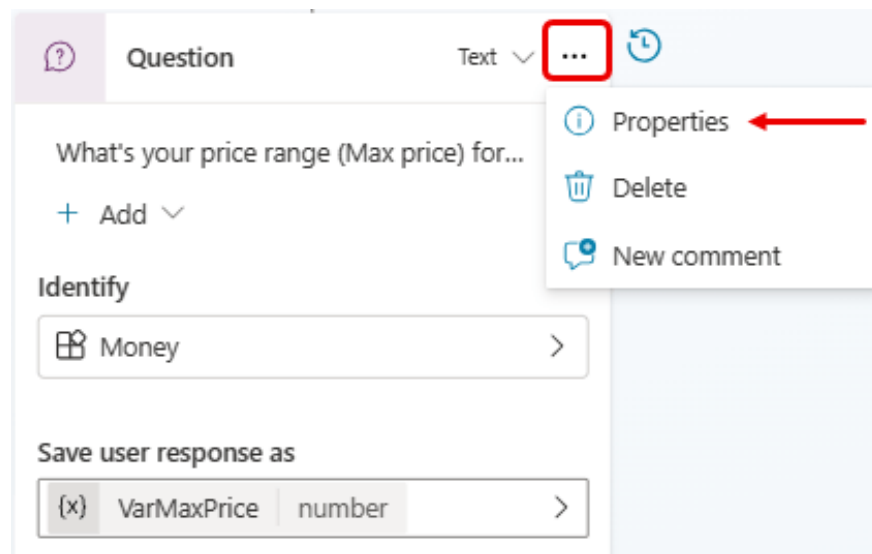 Question
Text
...
Properties
What's your price range (Max price) for...
+ Add
Delete
New comment
Identify
Money
Save user response as
{x} VarMaxPrice number